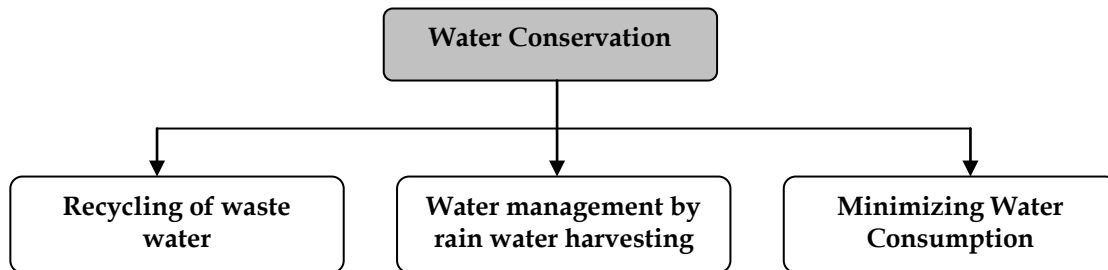 Water Conservation
Recycling of waste
water
Water management by
rain water harvesting
Minimizing Water
Consumption